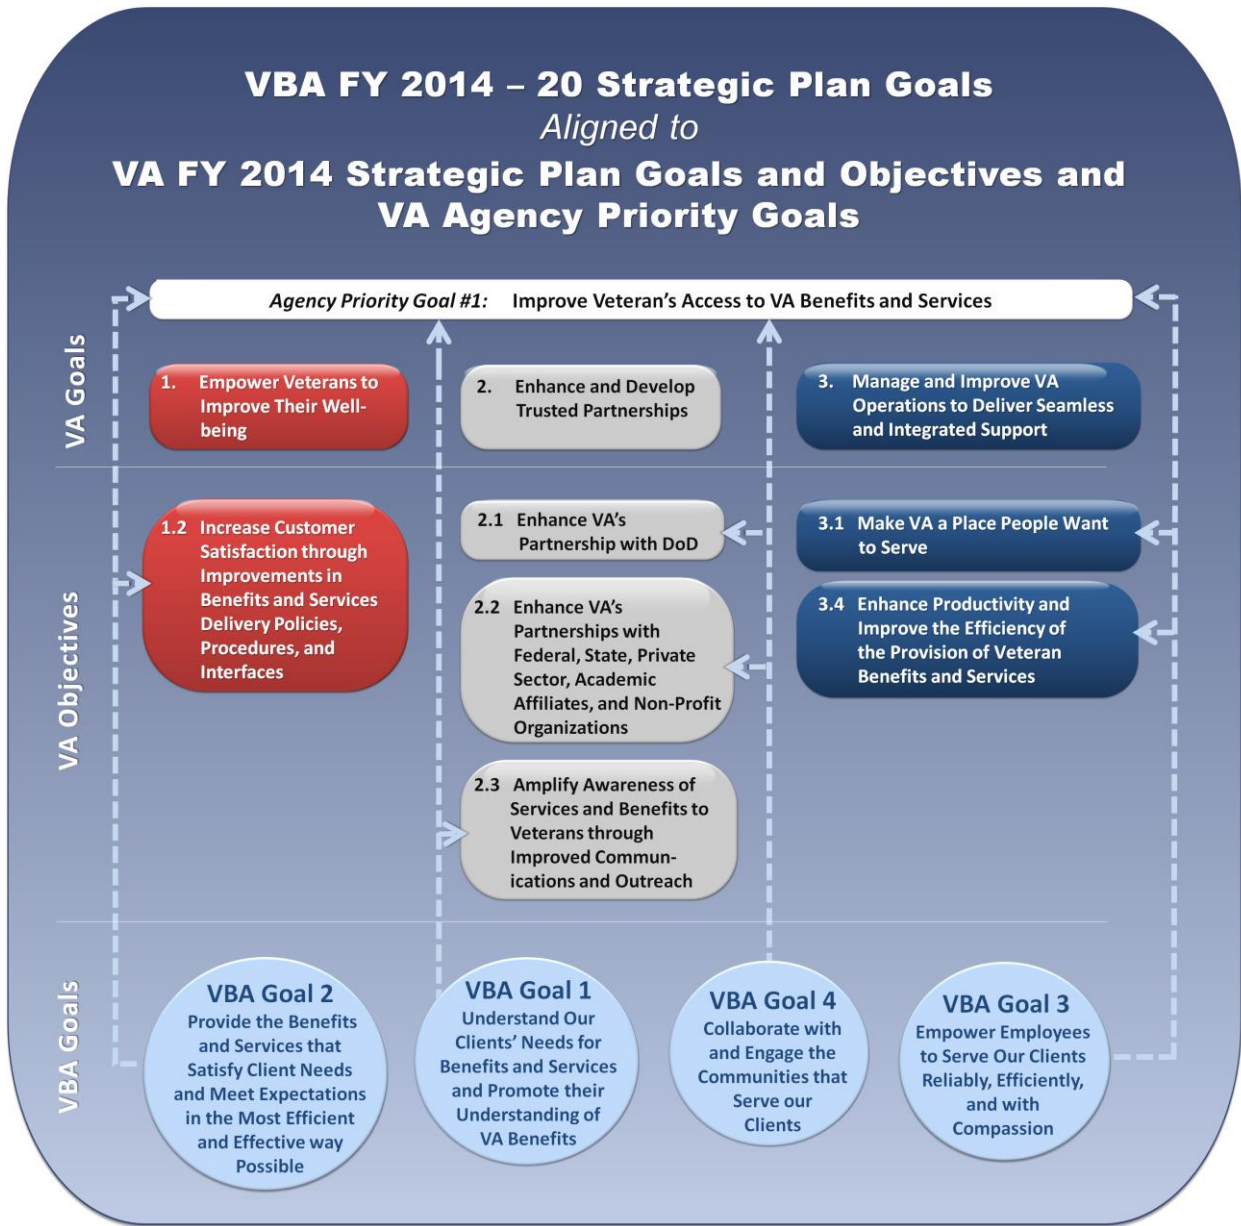 VBA FY 2014 – 20 Strategic Plan Goals
Aligned to
VA FY 2014 Strategic Plan Goals and Objectives and
VA Agency Priority Goals
Agency Priority Goal #1: Improve Veteran's Access to VA Benefits and Services
VA Goals
1. Empower Veterans to
Improve Their Well-
being
2. Enhance and Develop
Trusted Partnerships
3. Manage and Improve VA
Operations to Deliver Seamless
and Integrated Support
VA Objectives
1.2 Increase Customer
Satisfaction through
Improvements in
Benefits and Services
Delivery Policies,
Procedures, and
Interfaces
2.1 Enhance VA's
Partnership with DoD
2.2 Enhance VA's
Partnerships with
Federal, State, Private
Sector, Academic
Affiliates, and Non-Profit
Organizations
2.3 Amplify Awareness of
Services and Benefits to
Veterans through
Improved Commun-
ications and Outreach
3.1 Make VA a Place People Want
to Serve
3.4 Enhance Productivity and
Improve the Efficiency of
the Provision of Veteran
Benefits and Services
VBA Goals
VBA Goal 2
Provide the Benefits
and Services that
Satisfy Client Needs
and Meet Expectations
in the Most Efficient
and Effective way
Possible
VBA Goal 1
Understand Our
Clients' Needs for
Benefits and Services
and Promote their
Understanding of
VA Benefits
VBA Goal 4
Collaborate with
and Engage the
Communities that
Serve our
Clients
VBA Goal 3
Empower Employees
to Serve Our Clients
Reliably, Efficiently,
and with
Compassion